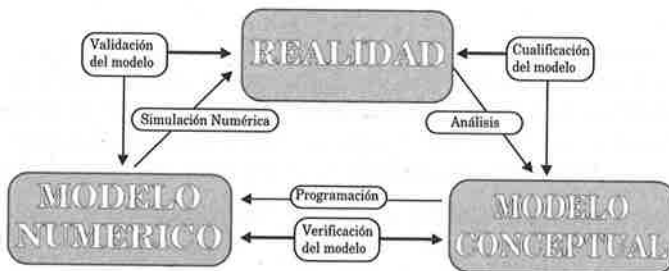 Validación
del modelo
REALIDAD
Cualificación
del modelo
Simulación Numérica
Análisis
MODELO
NUMERICO
Programación
Verificación
del modelo
MODELO
CONCEPTUAL